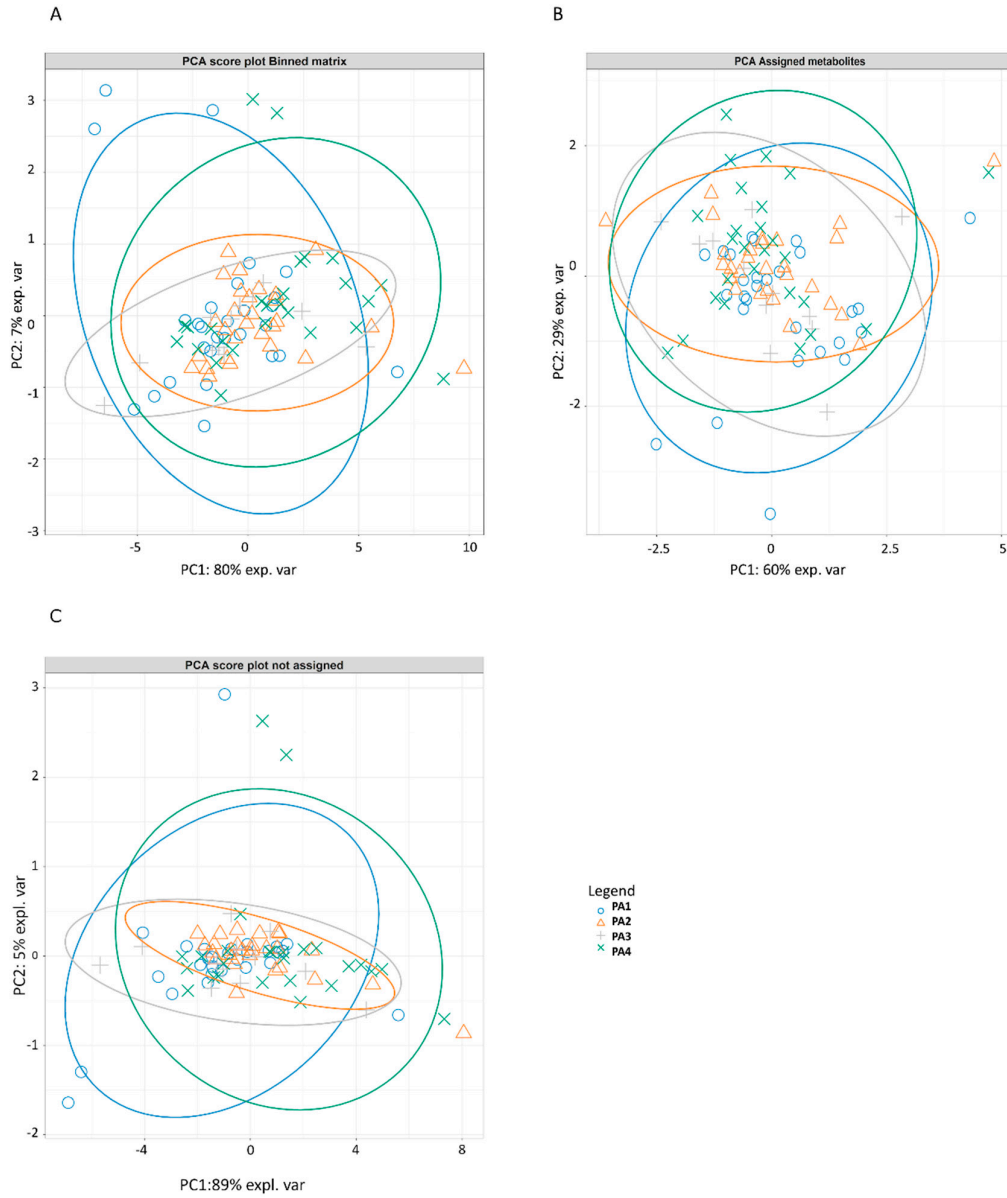 A
PCA score plot Binned matrix
PC2: 7% exp. var
3
2
1
0
-1
-2
-3
-5
0
5
10
PC1: 80% exp. var
B
PCA Assigned metabolites
PC2: 29% exp. var
2
0
-2
-2.5
0
2.5
5
PC1: 60% exp. var
C
PCA score plot not assigned
PC2: 5% expl. var
3
2
1
0
-1
-2
-4
0
4
8
PC1:89% expl. var
Legend
PA1
PA2
PA3
PA4